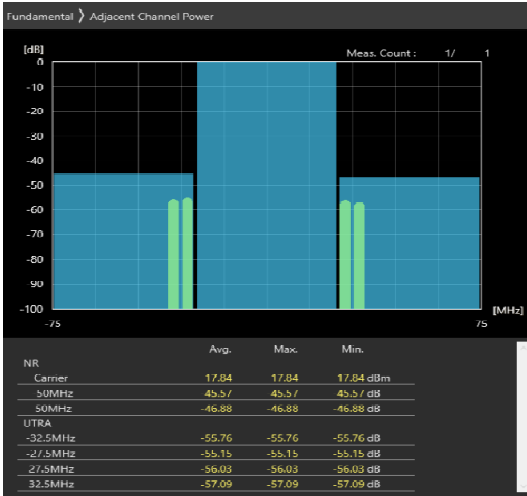 Fundamental ❯ Adjacent Channel Power
[dB]
Meas. Count : 1/ 1
0
-10
-20
-30
-40
-50
-60
-70
-80
-90
-100
[MHz]
-75 75
Avg. Max. Min.
NR
Carrier 17.84 17.84 17.84 dBm
50MHz 45.57 45.57 45.57 dB
50MHz -46.88 -46.88 -46.88 dB
UTRA
-32.5MHz -55.76 -55.76 -55.76 dB
-27.5MHz -55.15 -55.15 -55.15 dB
27.5MHz -56.03 -56.03 -56.03 dB
32.5MHz -57.09 -57.09 -57.09 dB